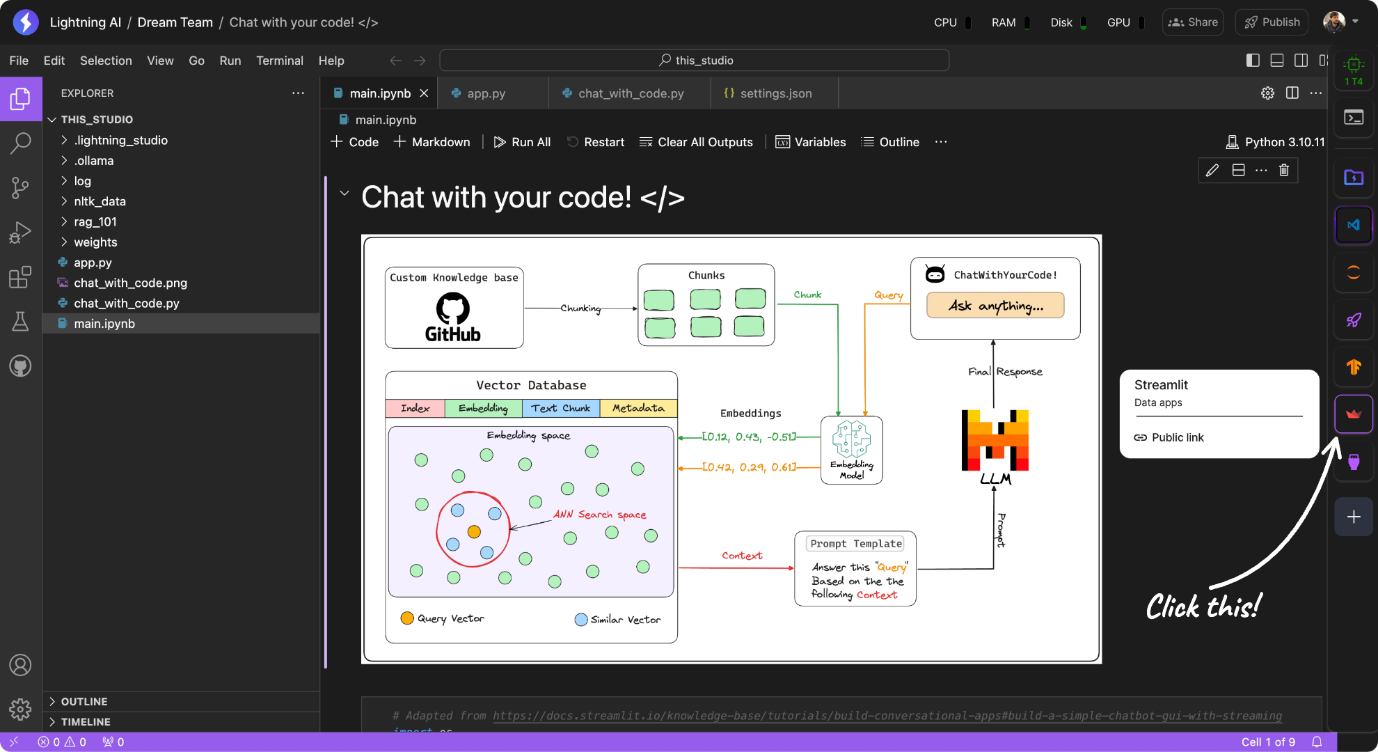 Lightning AI / Dream Team / Chat with your code! </>
CPU RAM Disk GPU Share Publish
File Edit Selection View Go Run Terminal Help
this_studio
1 T4
EXPLORER
THIS_STUDIO
.lightning_studio
.ollama
log
nltk_data
rag_101
weights
app.py
chat_with_code.png
chat_with_code.py
main.ipynb
OUTLINE
TIMELINE
main.ipynb app.py chat_with_code.py {} settings.json
main.ipynb
Code Markdown Run All Restart Clear All Outputs Variables Outline ... Python 3.10.11
Chat with your code! </>
Custom Knowledge base
GitHub
Chunking
Chunks
Chunk
Query
ChatWithYourCode!
Ask anything...
Final Response
Vector Database
Index Embedding Text Chunk Metadata
Embedding space
ANN Search space
Query Vector
Similar Vector
Embeddings
[0.12, 0.43, -0.51]
[0.42, 0.29, 0.61]
Embedding
Model
LLM
Prompt
Context
Prompt Template
Answer this "Query"
Based on the the
following Context
Streamlit
Data apps
Public link
Click this!
# Adapted from https://docs.streamlit.io/knowledge-base/tutorials/build-conversational-apps#build-a-simple-chatbot-gui-with-streaming
import os
0 0 0
Cell 1 of 9